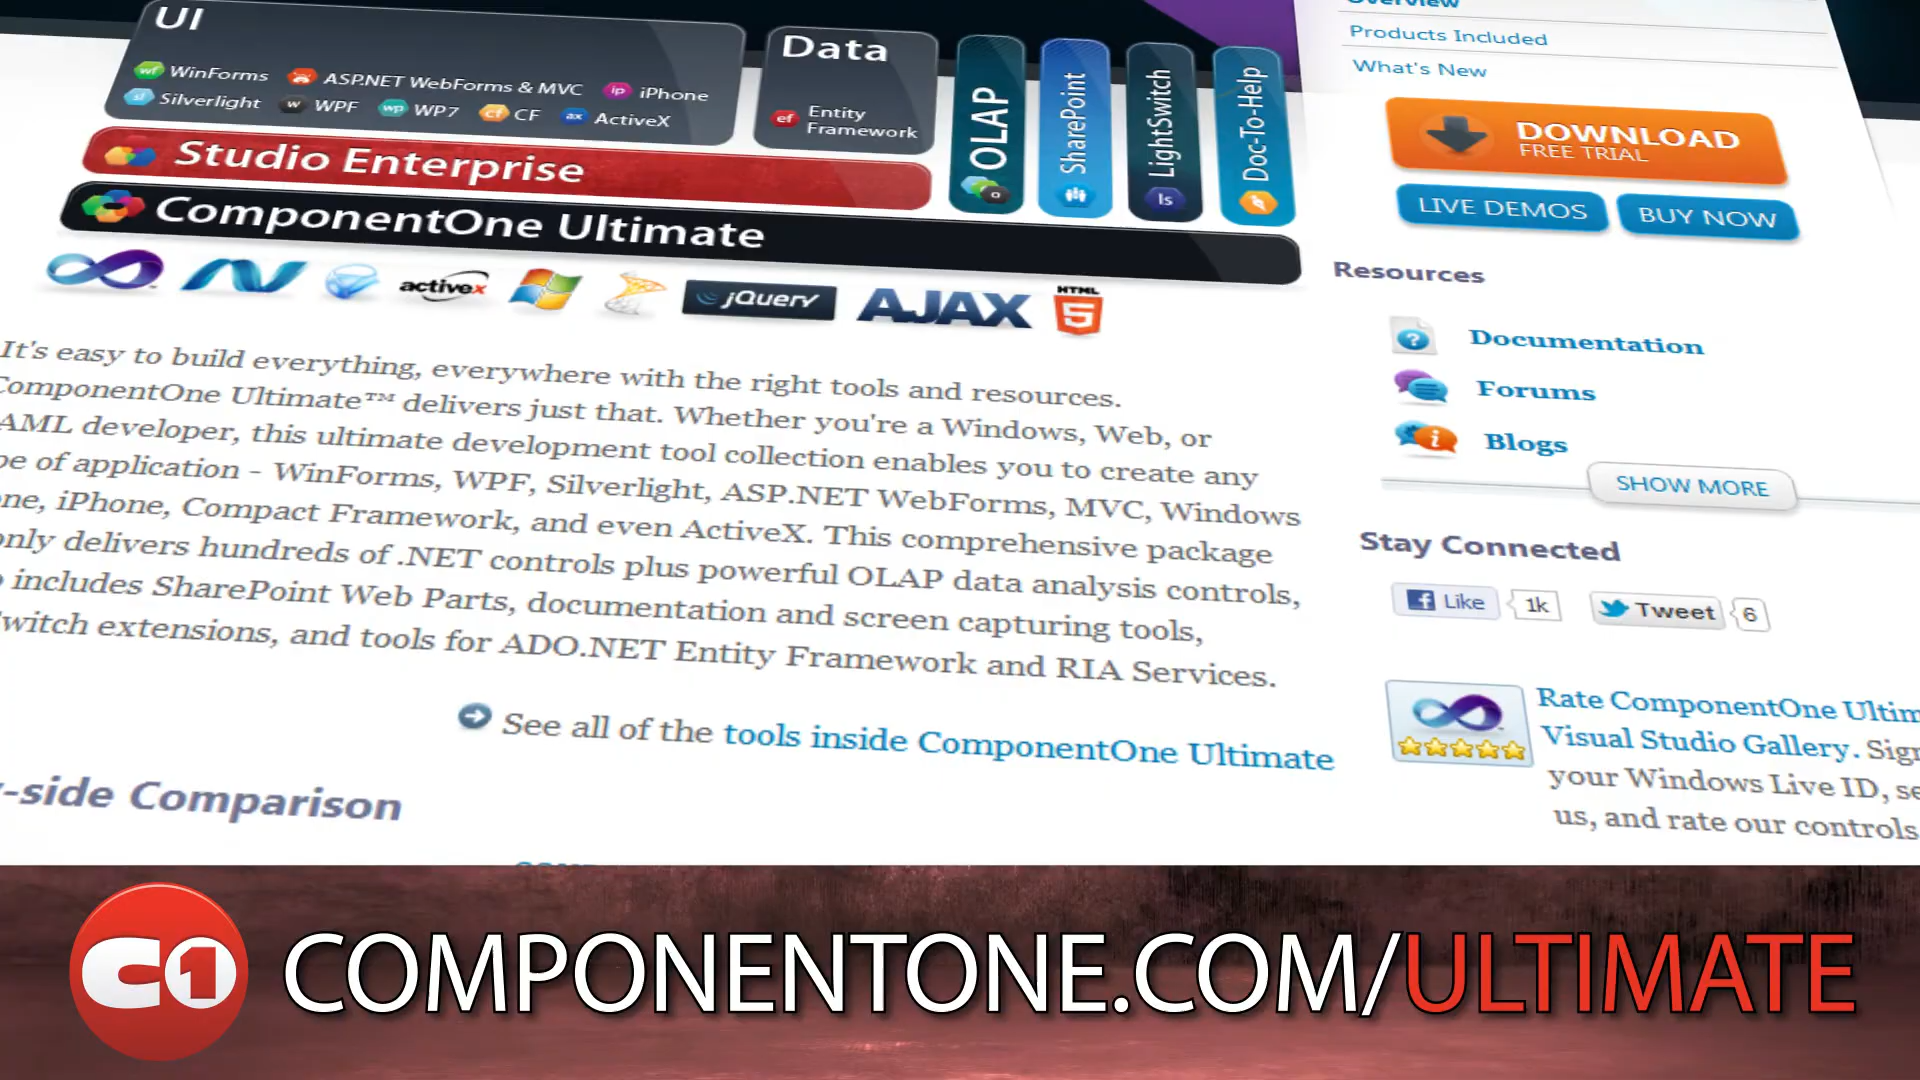 UI
WinForms ASP.NET WebForms & MVC iPhone
Silverlight WPF WP7 CF ActiveX
Data
Entity
Framework
OLAP
SharePoint
LightSwitch
Doc-To-Help
Studio Enterprise
ComponentOne Ultimate
activex jQuery AJAX HTML 5
It's easy to build everything, everywhere with the right tools and resources.
ComponentOne Ultimate™ delivers just that. Whether you're a Windows, Web, or
AML developer, this ultimate development tool collection enables you to create any
pe of application - WinForms, WPF, Silverlight, ASP.NET WebForms, MVC, Windows
one, iPhone, Compact Framework, and even ActiveX. This comprehensive package
only delivers hundreds of .NET controls plus powerful OLAP data analysis controls,
includes SharePoint Web Parts, documentation and screen capturing tools,
Switch extensions, and tools for ADO.NET Entity Framework and RIA Services.
See all of the tools inside ComponentOne Ultimate
-side Comparison
Overview
Products Included
What's New
DOWNLOAD
FREE TRIAL
LIVE DEMOS BUY NOW
Resources
Documentation
Forums
Blogs
SHOW MORE
Stay Connected
Like 1k Tweet 6
Rate ComponentOne Ultim
Visual Studio Gallery. Sign
your Windows Live ID, se
us, and rate our controls
C1 COMPONENTONE.COM/ULTIMATE